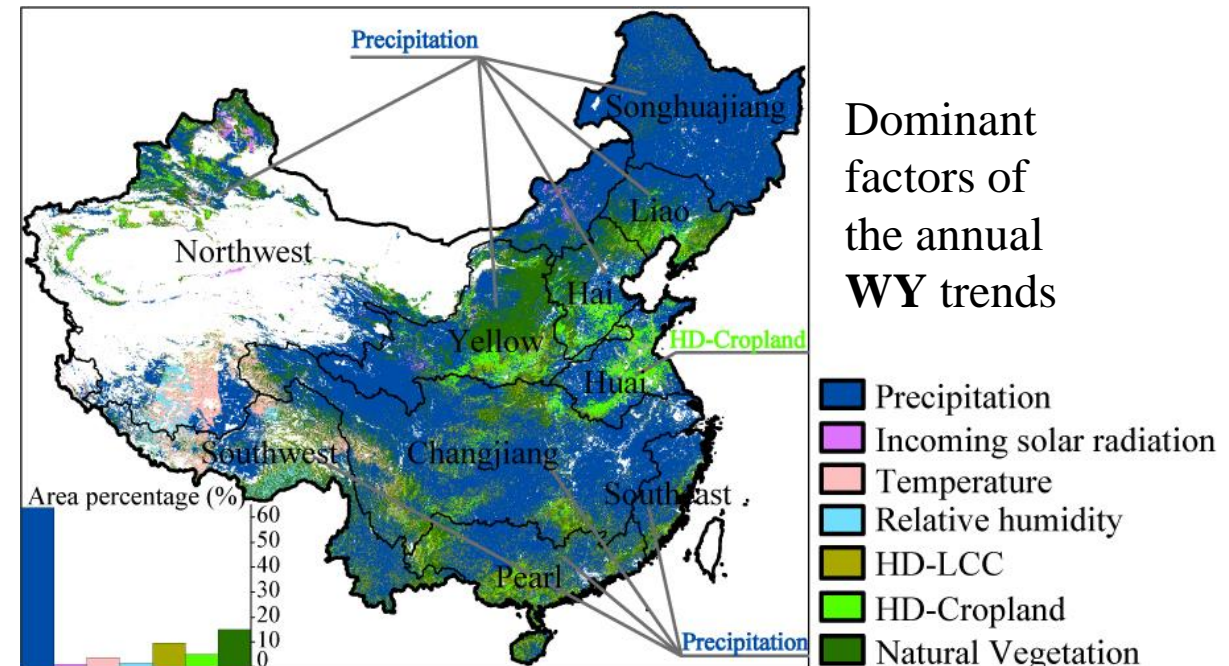 Precipitation
Songhuajiang
Liao
Northwest
Hai
Yellow
HD-Cropland
Huai
Southwest
Changjiang
Southeast
Pearl
Precipitation
Area percentage (%)
60
50
40
30
20
10
0
Dominant
factors of
the annual
WY trends
Precipitation
Incoming solar radiation
Temperature
Relative humidity
HD-LCC
HD-Cropland
Natural Vegetation